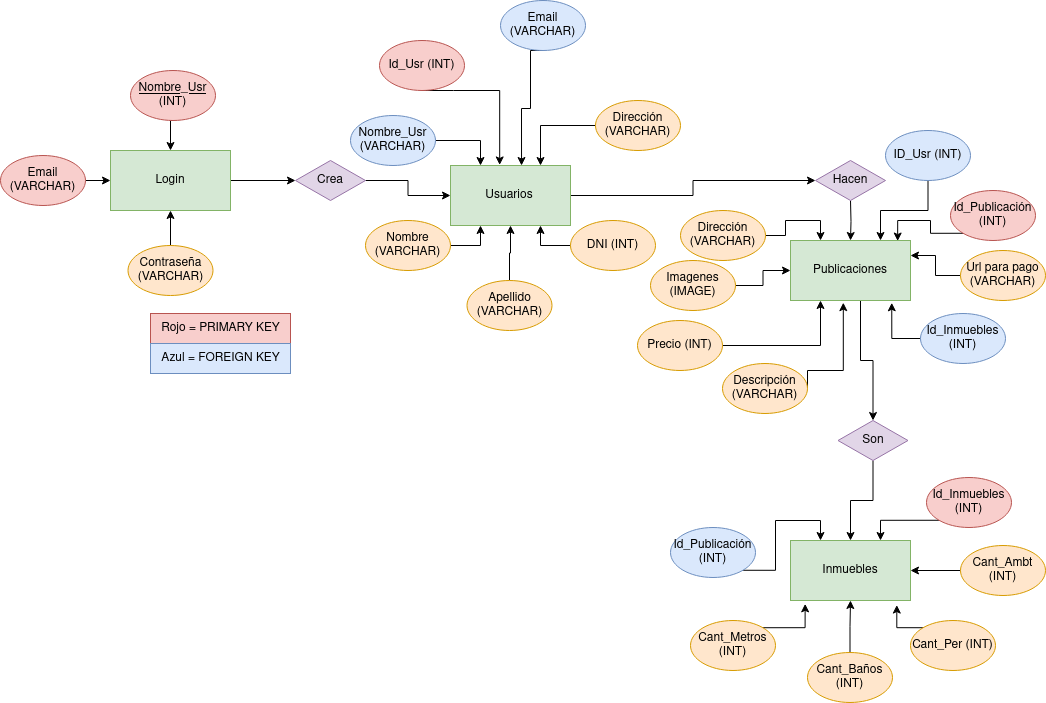 Email
(VARCHAR)
Id_Usr (INT)
Nombre_Usr
(INT)
Dirección
(VARCHAR)
Nombre_Usr
(VARCHAR)
ID_Usr (INT)
Email
(VARCHAR)
Login
Crea
Usuarios
Hacen
Id_Publicación
(INT)
Dirección
(VARCHAR)
Nombre
(VARCHAR)
DNI (INT)
Contraseña
(VARCHAR)
Publicaciones
Url para pago
(VARCHAR)
Imagenes
(IMAGE)
Apellido
(VARCHAR)
Rojo = PRIMARY KEY
Azul = FOREIGN KEY
Precio (INT)
Id_Inmuebles
(INT)
Descripción
(VARCHAR)
Son
Id_Inmuebles
(INT)
Id_Publicación
(INT)
Inmuebles
Cant_Ambt
(INT)
Cant_Metros
(INT)
Cant_Per (INT)
Cant_Baños
(INT)